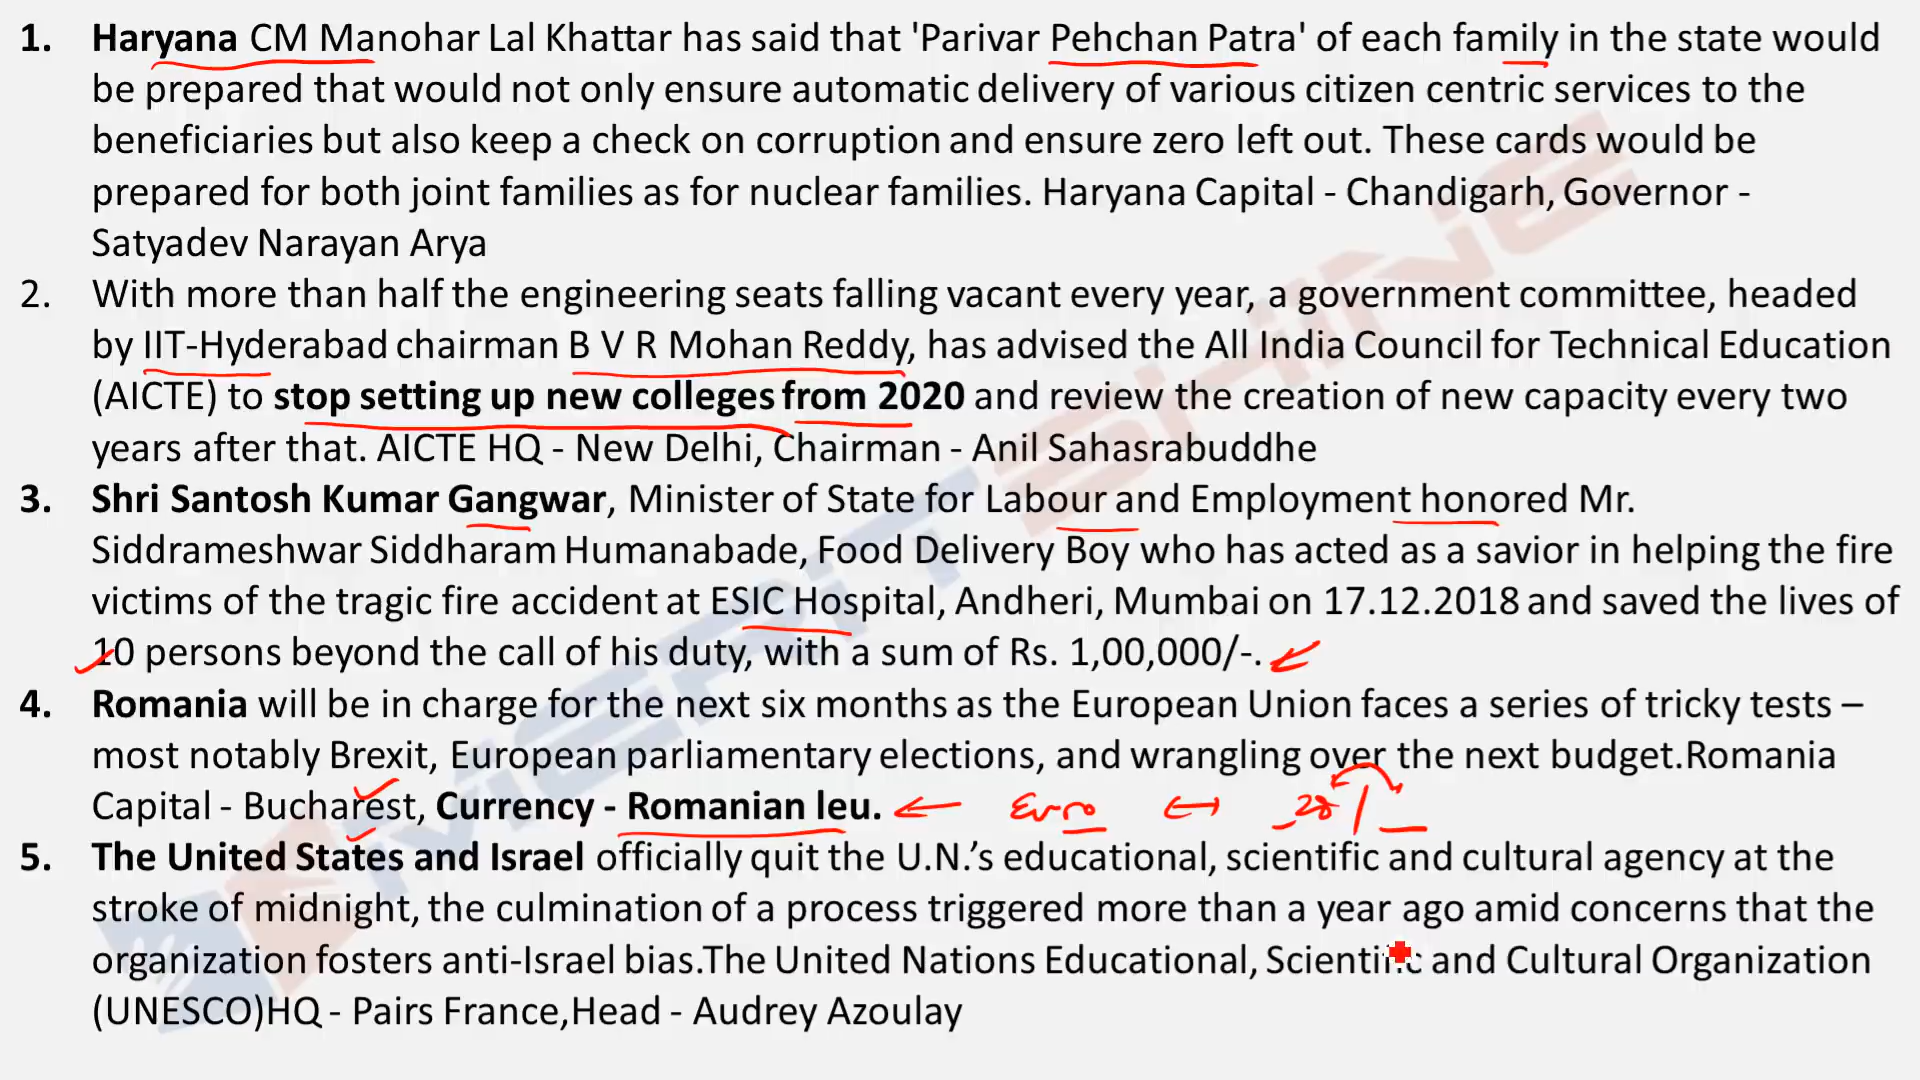 1. Haryana CM Manohar Lal Khattar has said that 'Parivar Pehchan Patra' of each family in the state would
be prepared that would not only ensure automatic delivery of various citizen centric services to the
beneficiaries but also keep a check on corruption and ensure zero left out. These cards would be
prepared for both joint families as for nuclear families. Haryana Capital - Chandigarh, Governor -
Satyadev Narayan Arya
2. With more than half the engineering seats falling vacant every year, a government committee, headed
by IIT-Hyderabad chairman B V R Mohan Reddy, has advised the All India Council for Technical Education
(AICTE) to stop setting up new colleges from 2020 and review the creation of new capacity every two
years after that. AICTE HQ - New Delhi, Chairman - Anil Sahasrabuddhe
3. Shri Santosh Kumar Gangwar, Minister of State for Labour and Employment honored Mr.
Siddrameshwar Siddharam Humanabade, Food Delivery Boy who has acted as a savior in helping the fire
victims of the tragic fire accident at ESIC Hospital, Andheri, Mumbai on 17.12.2018 and saved the lives of
10 persons beyond the call of his duty, with a sum of Rs. 1,00,000/-.
4. Romania will be in charge for the next six months as the European Union faces a series of tricky tests –
most notably Brexit, European parliamentary elections, and wrangling over the next budget.Romania
Capital - Bucharest, Currency - Romanian leu. Euro 28
5. The United States and Israel officially quit the U.N.’s educational, scientific and cultural agency at the
stroke of midnight, the culmination of a process triggered more than a year ago amid concerns that the
organization fosters anti-Israel bias.The United Nations Educational, Scientific and Cultural Organization
(UNESCO)HQ - Pairs France,Head - Audrey Azoulay
MERIT SHINE